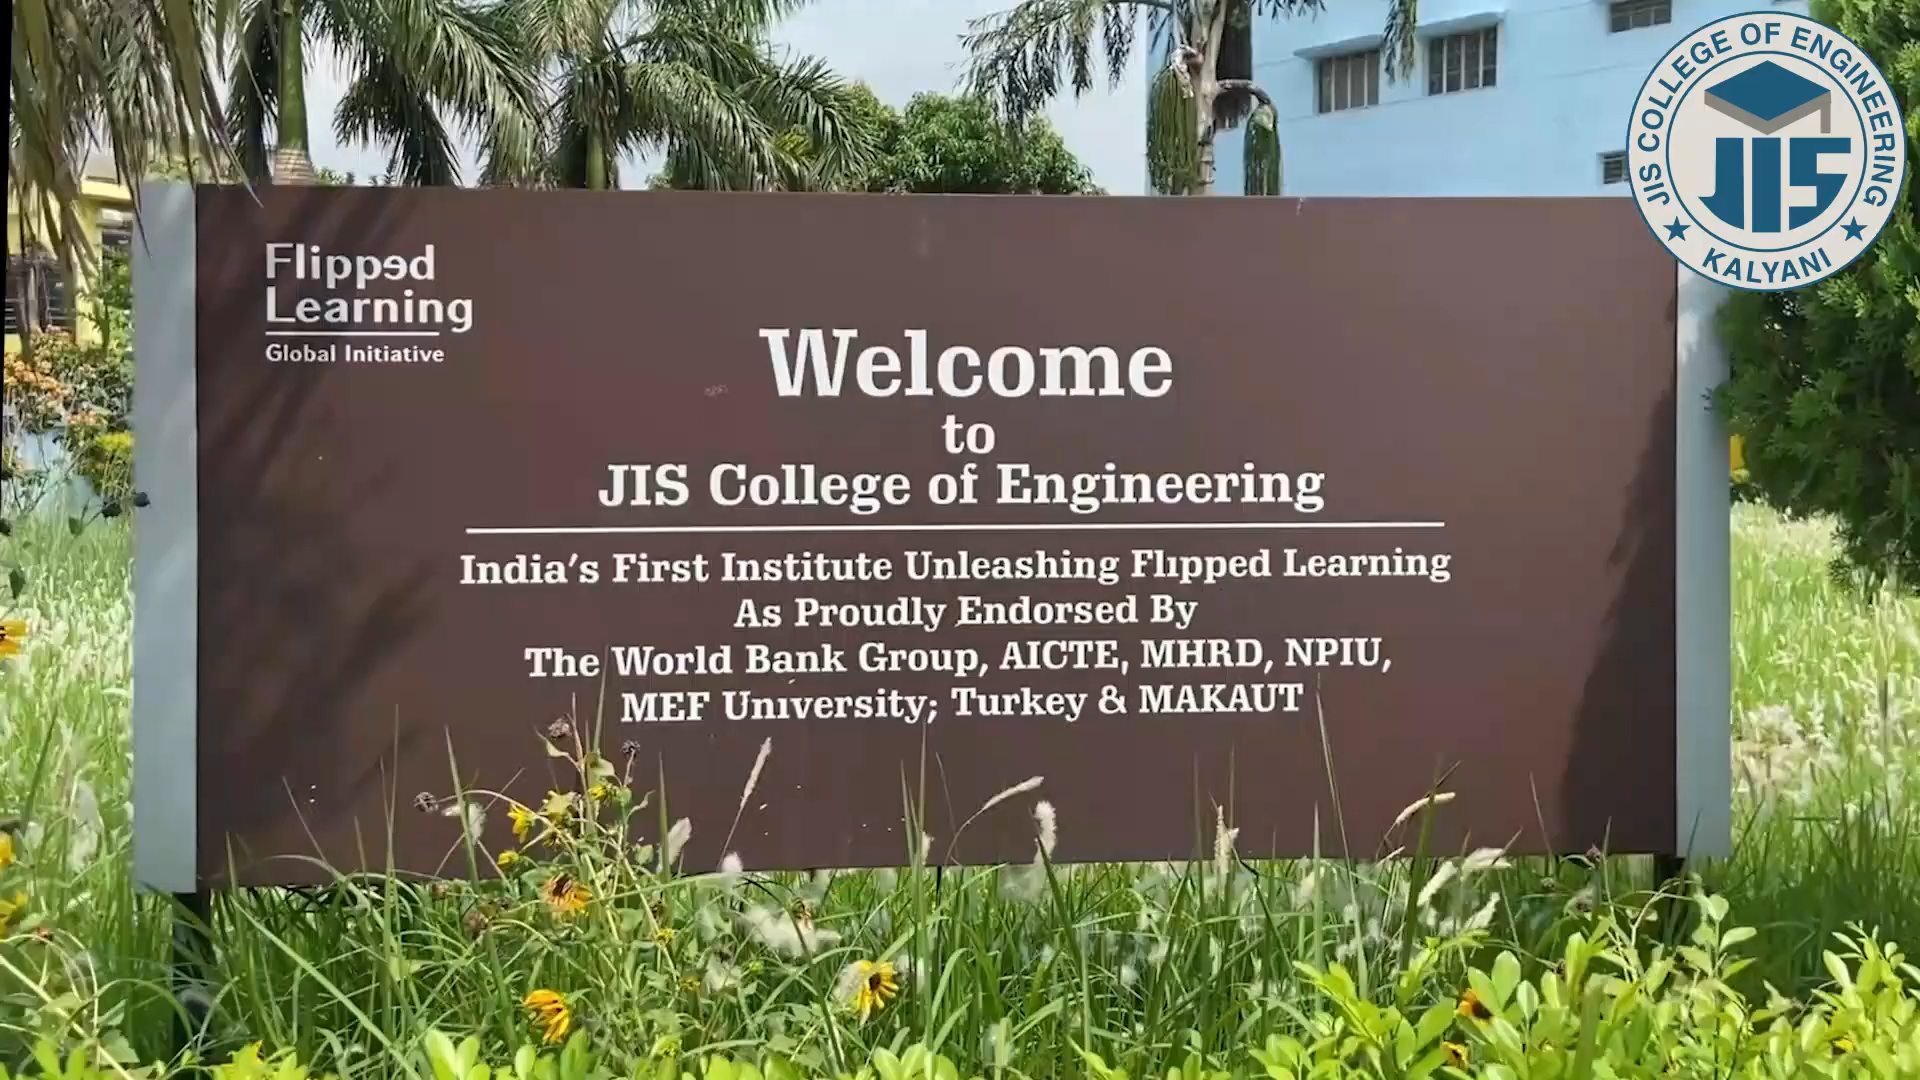 Flipped
Learning
Global Initiative
Welcome
to
JIS College of Engineering
India's First Institute Unleashing Flipped Learning
As Proudly Endorsed By
The World Bank Group, AICTE, MHRD, NPIU,
MEF University; Turkey & MAKAUT
JIS COLLEGE OF ENGINEERING
JIS
KALYANI